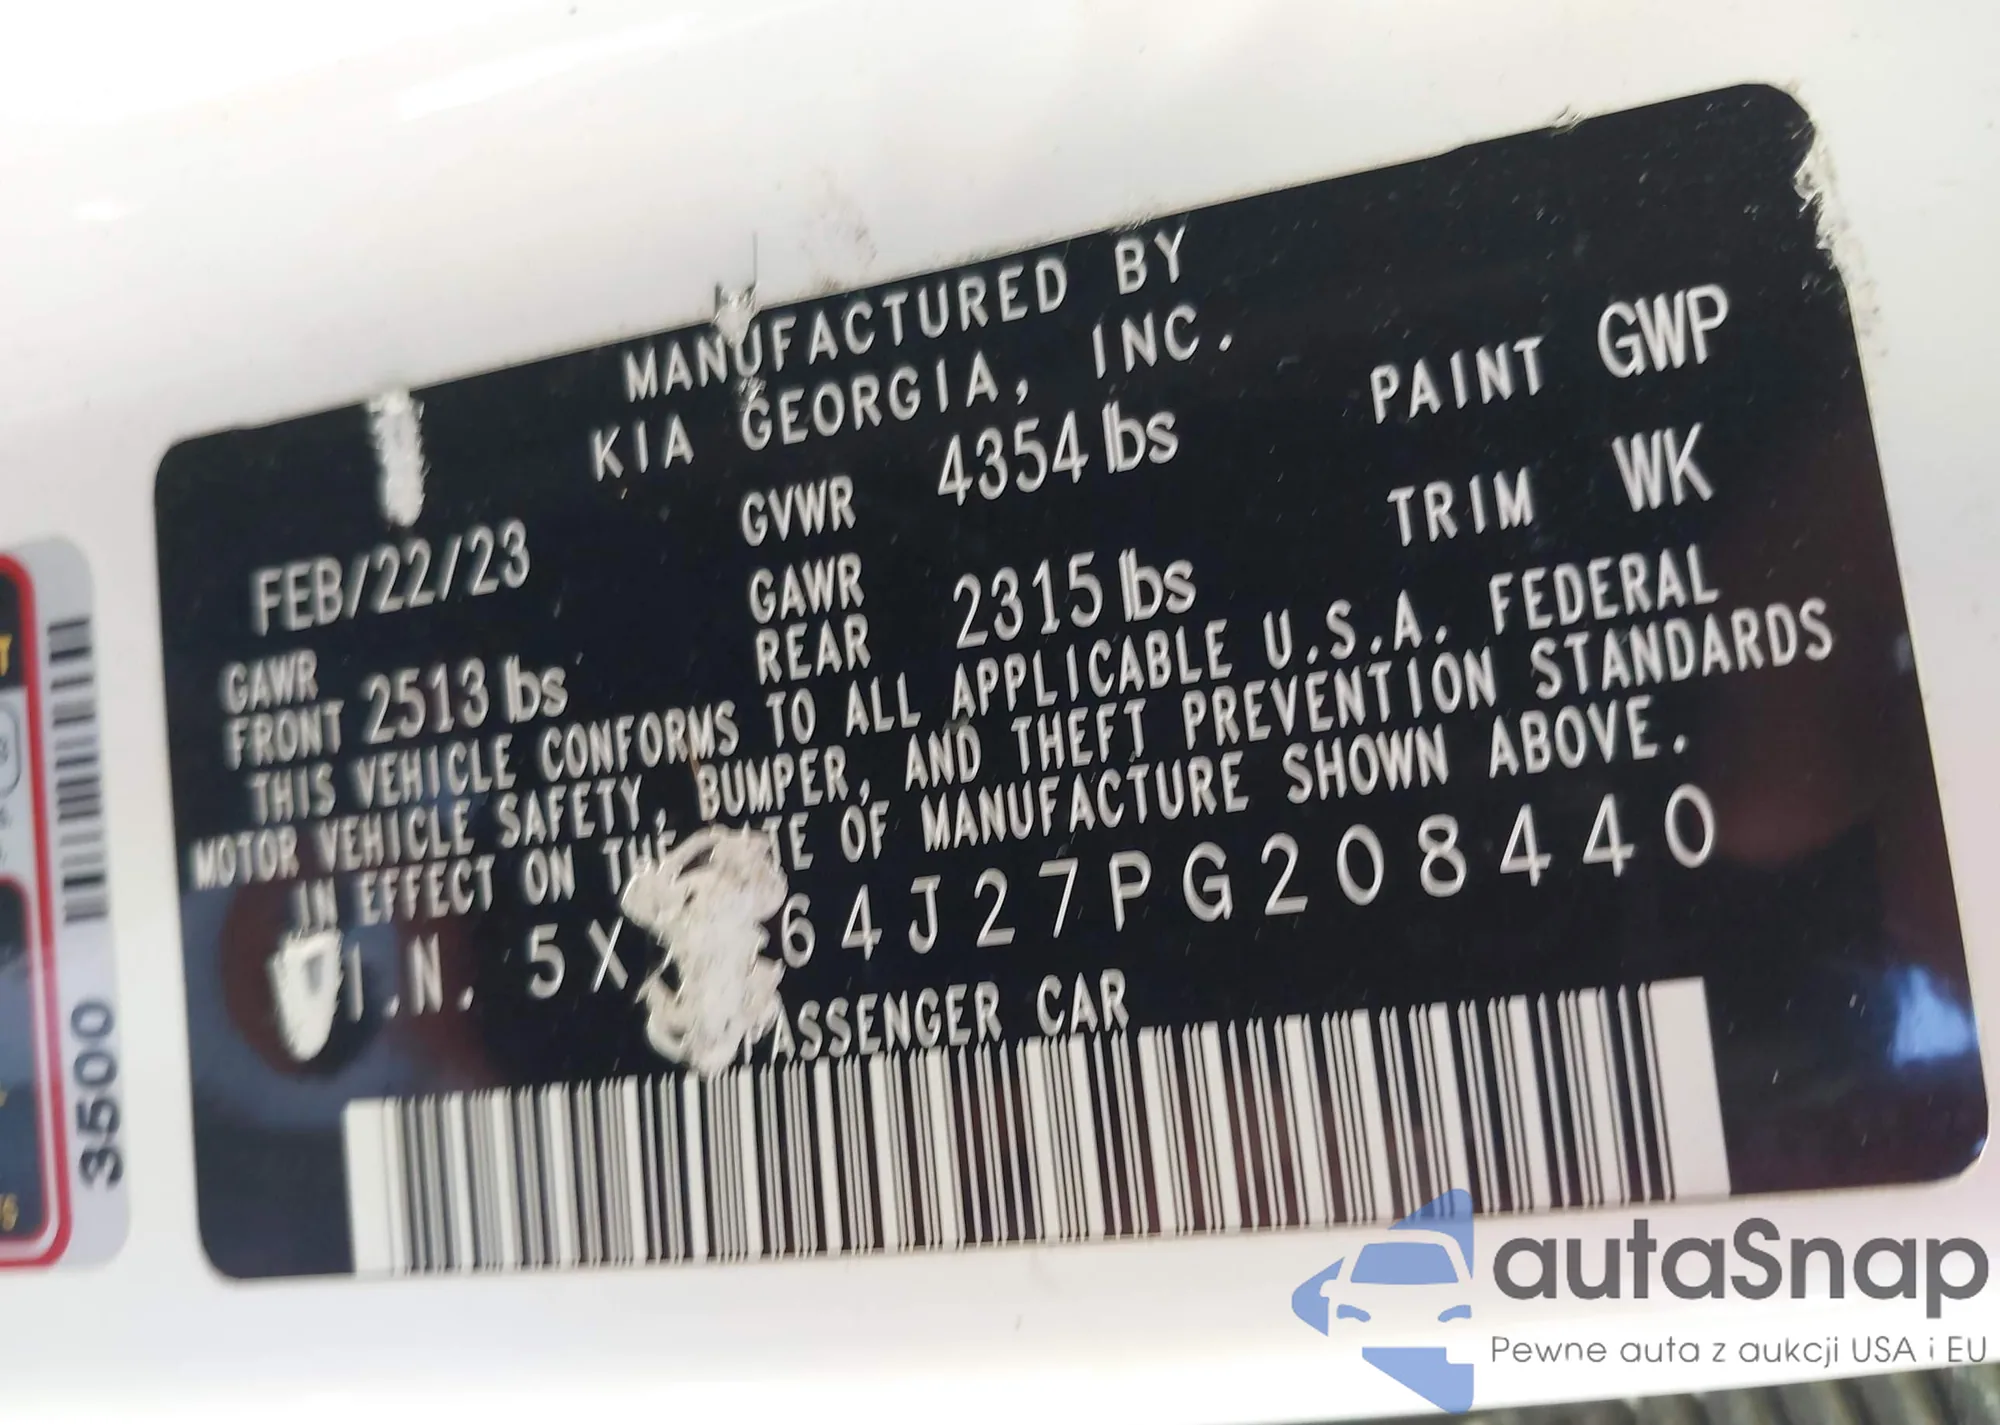 MANUFACTURED BY
KIA GEORGIA, INC.
FEB/22/23 GVWR 4354 lbs PAINT GWP
GAWR FRONT 2513 lbs GAWR REAR 2315 lbs TRIM WK
THIS VEHICLE CONFORMS TO ALL APPLICABLE U.S.A. FEDERAL
MOTOR VEHICLE SAFETY, BUMPER, AND THEFT PREVENTION STANDARDS
IN EFFECT ON THE OF MANUFACTURE SHOWN ABOVE.
V.I.N. 5X 64J27PG208440
PASSENGER CAR
3500
autaSnap
Pewne auta z aukcji USA i EU